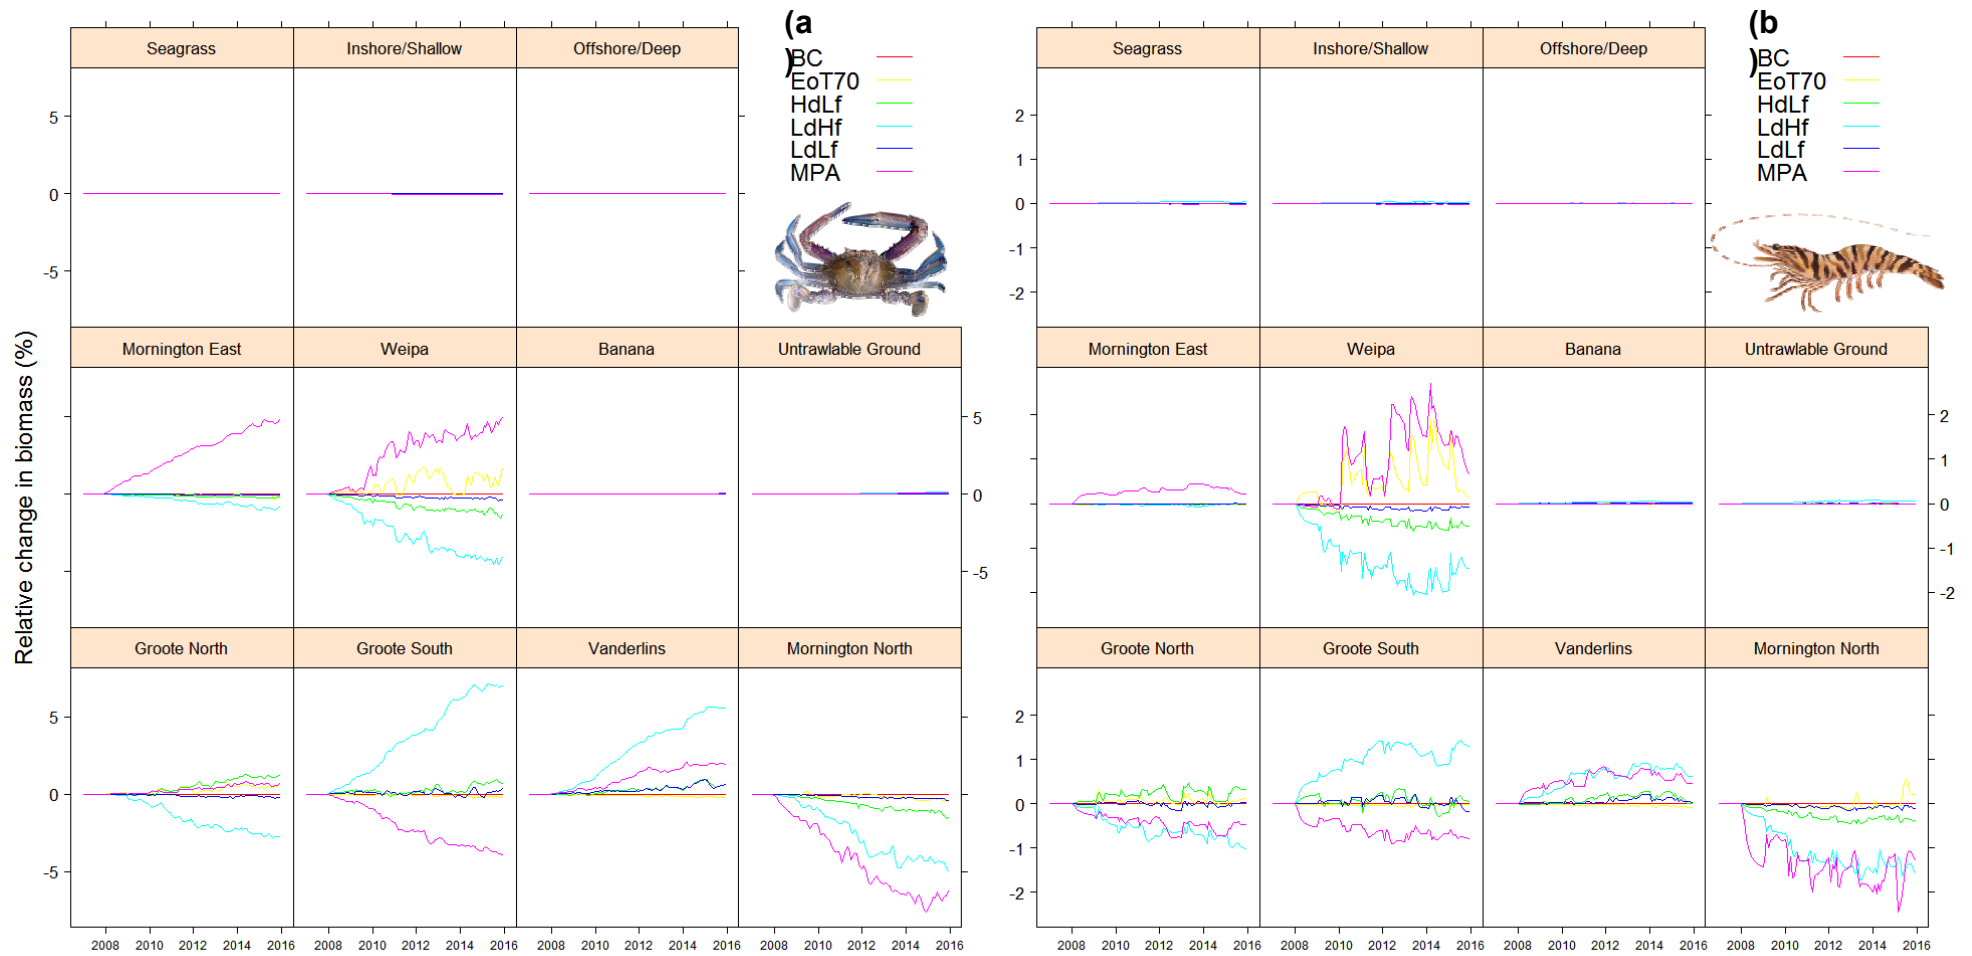 Relative change in biomass (%)
(a
)
BC
EoT70
HdLf
LdHf
LdLf
MPA
Seagrass Inshore/Shallow Offshore/Deep
5
0
-5
Mornington East Weipa Banana Untrawlable Ground
5
0
-5
Groote North Groote South Vanderlins Mornington North
5
0
-5
2008 2010 2012 2014 2016 2008 2010 2012 2014 2016 2008 2010 2012 2014 2016 2008 2010 2012 2014 2016
(b
)
BC
EoT70
HdLf
LdHf
LdLf
MPA
Seagrass Inshore/Shallow Offshore/Deep
2
1
0
-1
-2
Mornington East Weipa Banana Untrawlable Ground
2
1
0
-1
-2
Groote North Groote South Vanderlins Mornington North
2
1
0
-1
-2
2008 2010 2012 2014 2016 2008 2010 2012 2014 2016 2008 2010 2012 2014 2016 2008 2010 2012 2014 2016